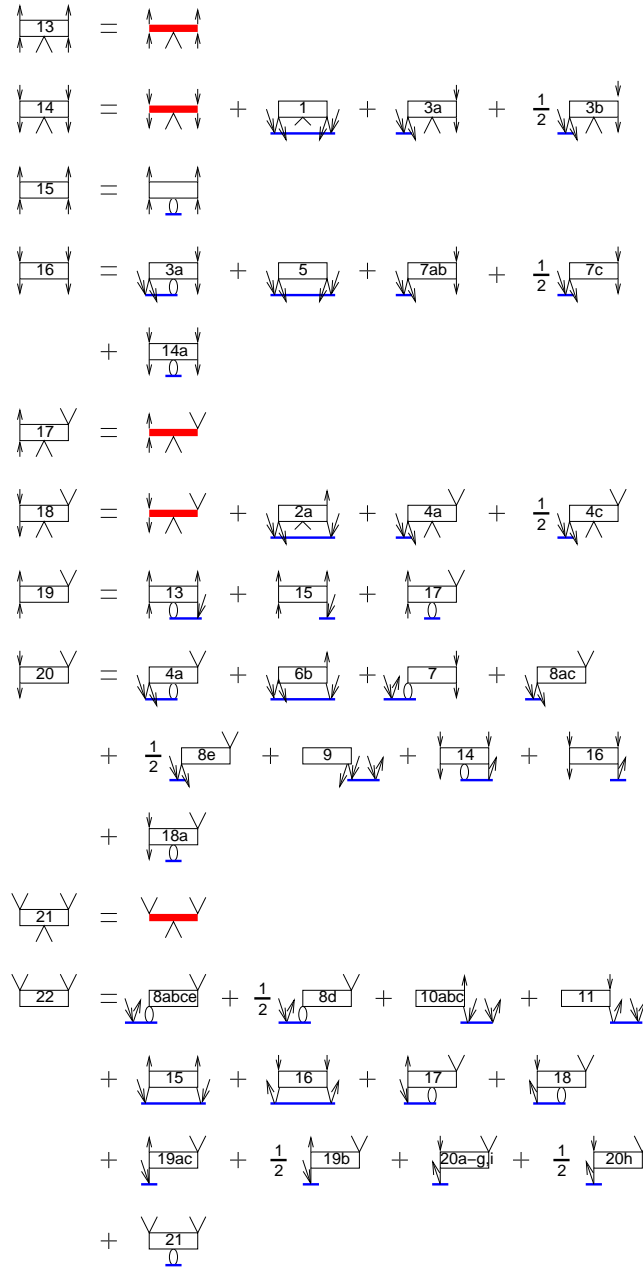 13 =
14 = + 1 + 3a + 1/2 3b
15 =
16 = 3a + 5 + 7ab + 1/2 7c
+ 14a
17 =
18 = + 2a + 4a + 1/2 4c
19 = 13 + 15 + 17
20 = 4a + 6b + 7 + 8ac
+ 1/2 8e + 9 + 14 + 16
+ 18a
21 =
22 = 8abce + 1/2 8d + 10abc + 11
+ 15 + 16 + 17 + 18
+ 19ac + 1/2 19b + 20a-g,i + 1/2 20h
+ 21